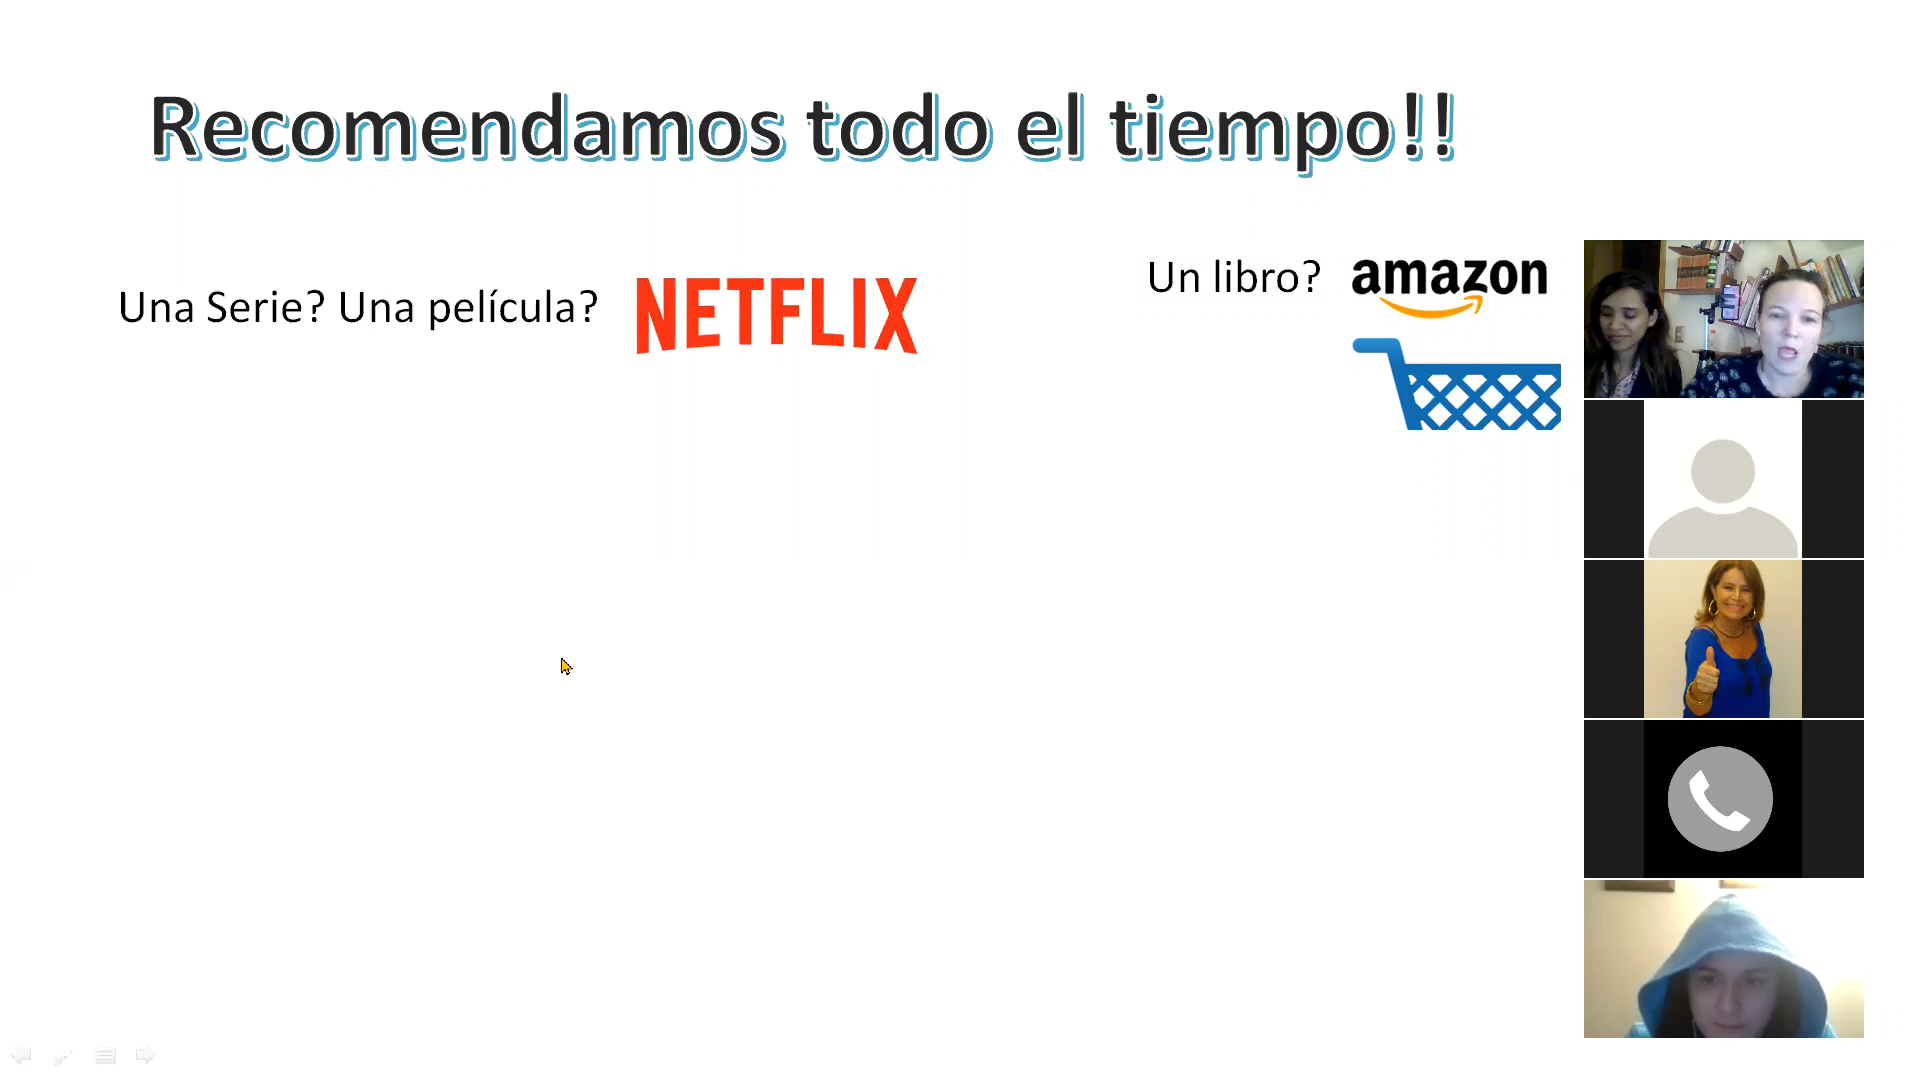 Recomendamos todo el tiempo!!
Una Serie? Una película?
NETFLIX
Un libro?
amazon